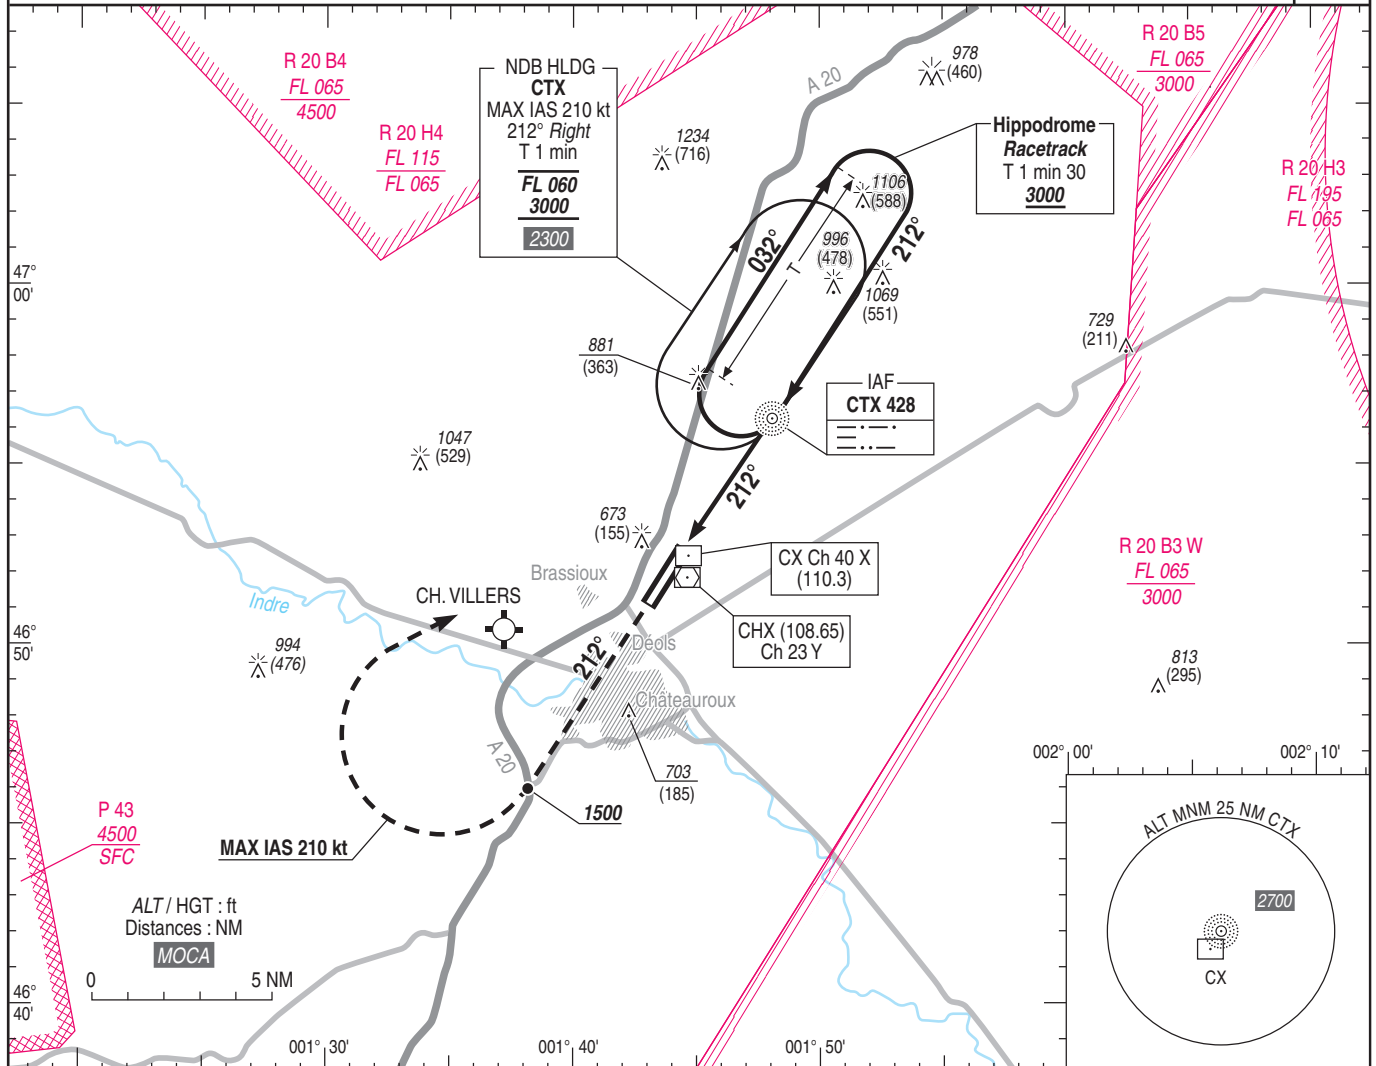 R 20 B4
FL 065
4500
R 20 H4
FL 115
FL 065
NDB HLDG
CTX
MAX IAS 210 kt
212° Right
T 1 min
FL 060
3000
2300
1234
(716)
A 20
978
(460)
R 20 B5
FL 065
3000
Hippodrome
Racetrack
T 1 min 30
3000
R 20 H3
FL 195
FL 065
1106
(588)
032°
T
996
(478)
212°
1069
(551)
47°
00'
881
(363)
729
(211)
IAF
CTX 428
1047
(529)
212°
673
(155)
CX Ch 40 X
(110.3)
CHX (108.65)
Ch 23 Y
R 20 B3 W
FL 065
3000
Brassioux
CH. VILLERS
Indre
46°
50'
994
(476)
212°
Déols
Châteauroux
813
(295)
A 20
703
(185)
1500
MAX IAS 210 kt
P 43
4500
SFC
ALT / HGT : ft
Distances : NM
MOCA
0
5 NM
46°
40'
001° 30'
001° 40'
001° 50'
002° 00'
002° 10'
ALT MNM 25 NM CTX
2700
CX